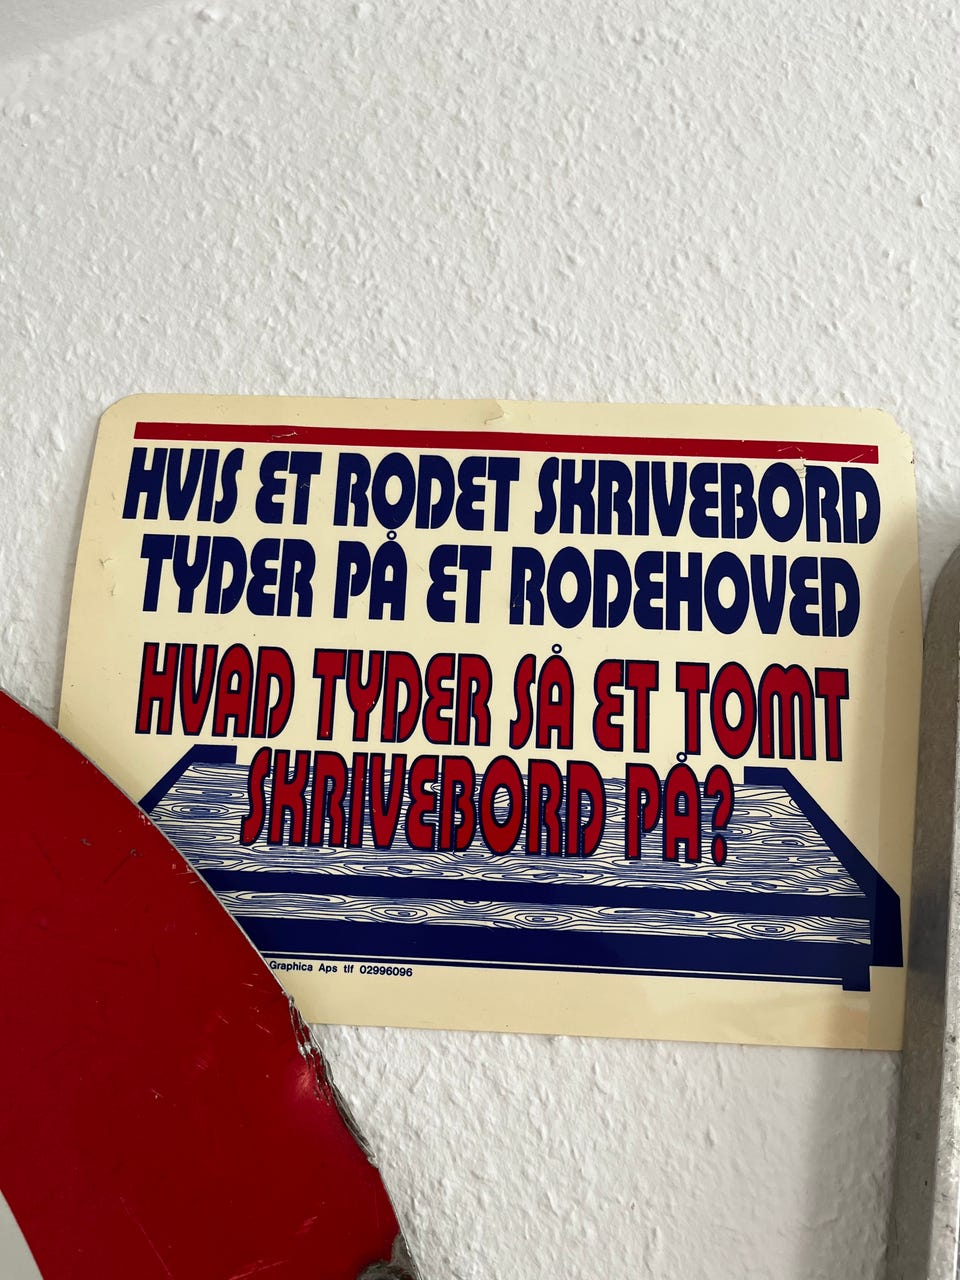 HVIS ET RODET SKRIVEBORD
TYDER PÅ ET RODEHOVED
HVAD TYDER SÅ ET TOMT
SKRIVEBORD PÅ?
Graphica Aps tlf 02996096